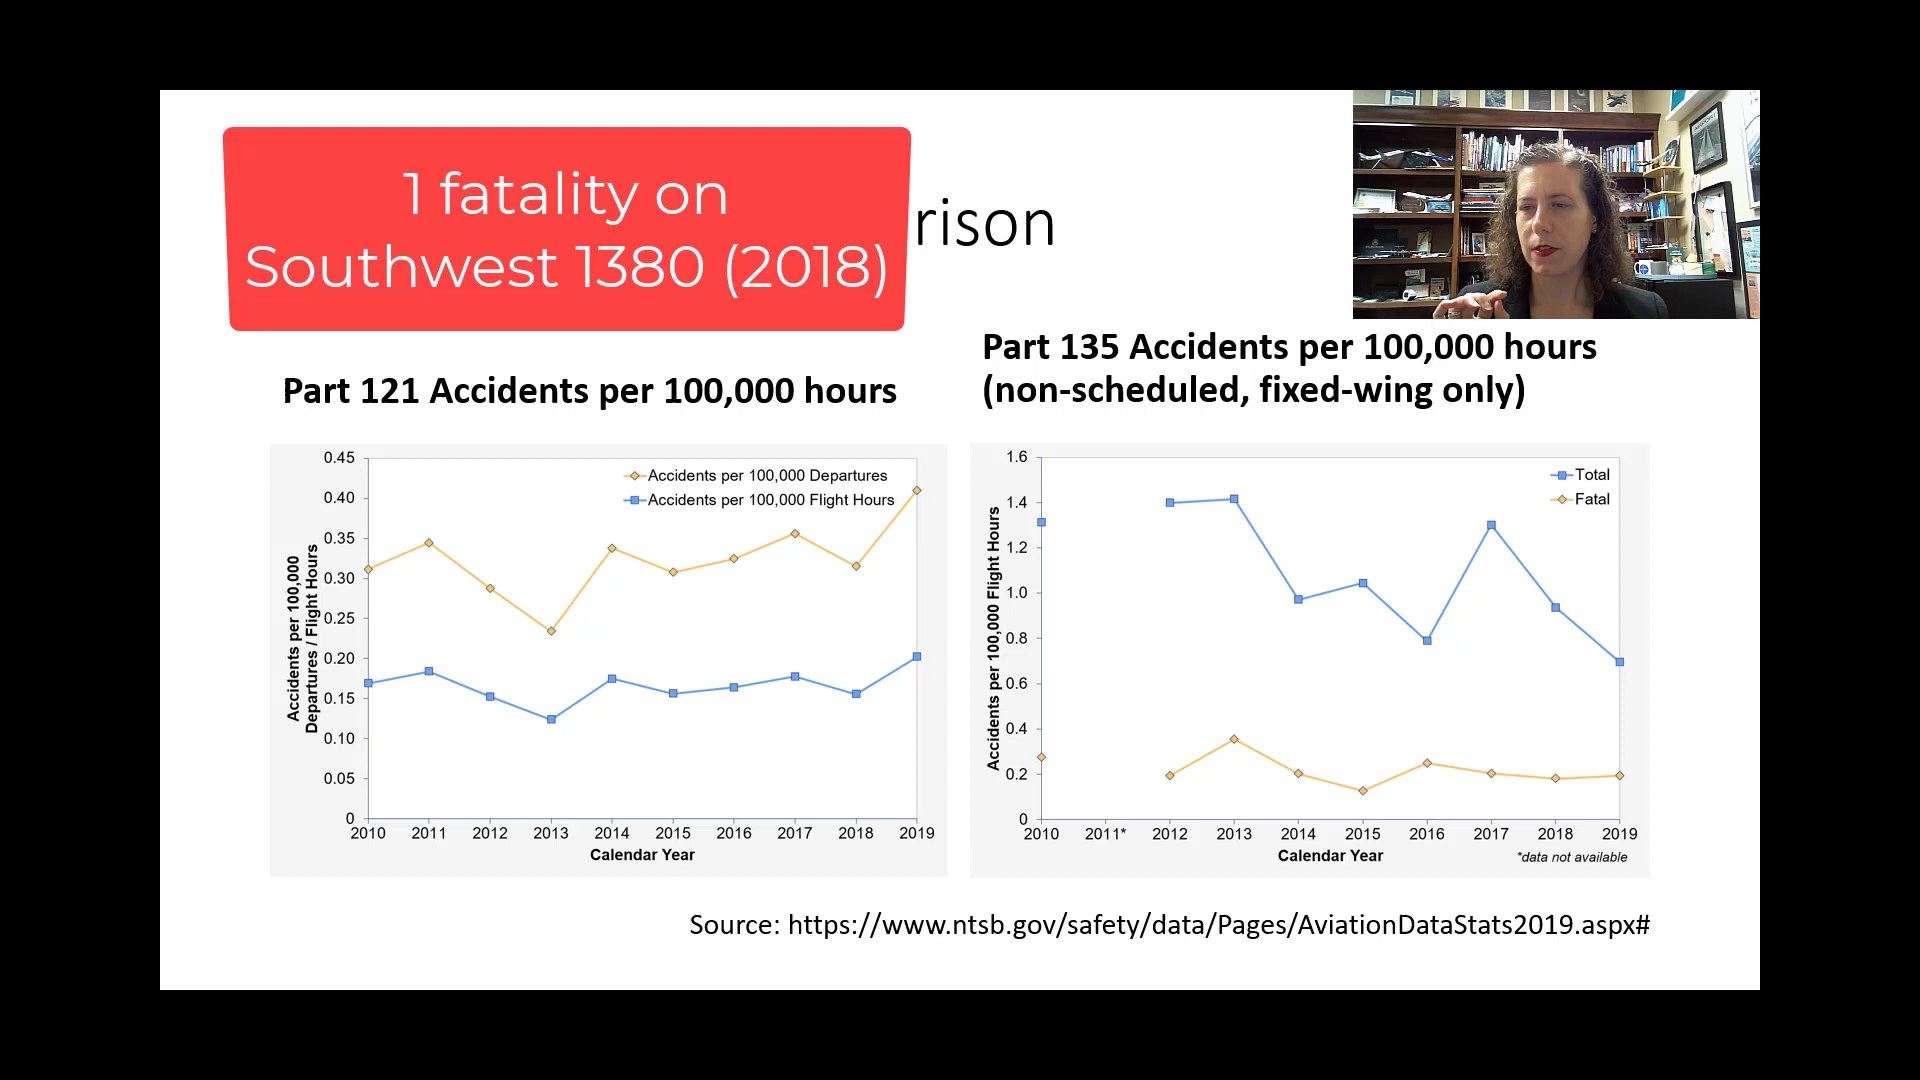 1 fatality on
Southwest 1380 (2018)
rison
Part 121 Accidents per 100,000 hours
Part 135 Accidents per 100,000 hours
(non-scheduled, fixed-wing only)
0.45
0.40
0.35
0.30
0.25
0.20
0.15
0.10
0.05
0
Accidents per 100,000
Departures / Flight Hours
Accidents per 100,000 Departures
Accidents per 100,000 Flight Hours
2010 2011 2012 2013 2014 2015 2016 2017 2018 2019
Calendar Year
1.6
1.4
1.2
1.0
0.8
0.6
0.4
0.2
0
Accidents per 100,000 Flight Hours
Total
Fatal
2010 2011* 2012 2013 2014 2015 2016 2017 2018 2019
Calendar Year
*data not available
Source: https://www.ntsb.gov/safety/data/Pages/AviationDataStats2019.aspx#